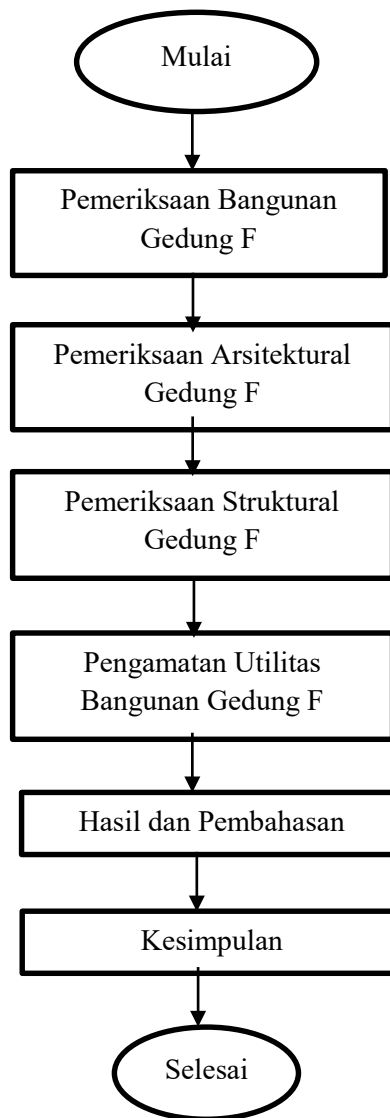 Mulai
Pemeriksaan Bangunan
Gedung F
Pemeriksaan Arsitektural
Gedung F
Pemeriksaan Struktural
Gedung F
Pengamatan Utilitas
Bangunan Gedung F
Hasil dan Pembahasan
Kesimpulan
Selesai